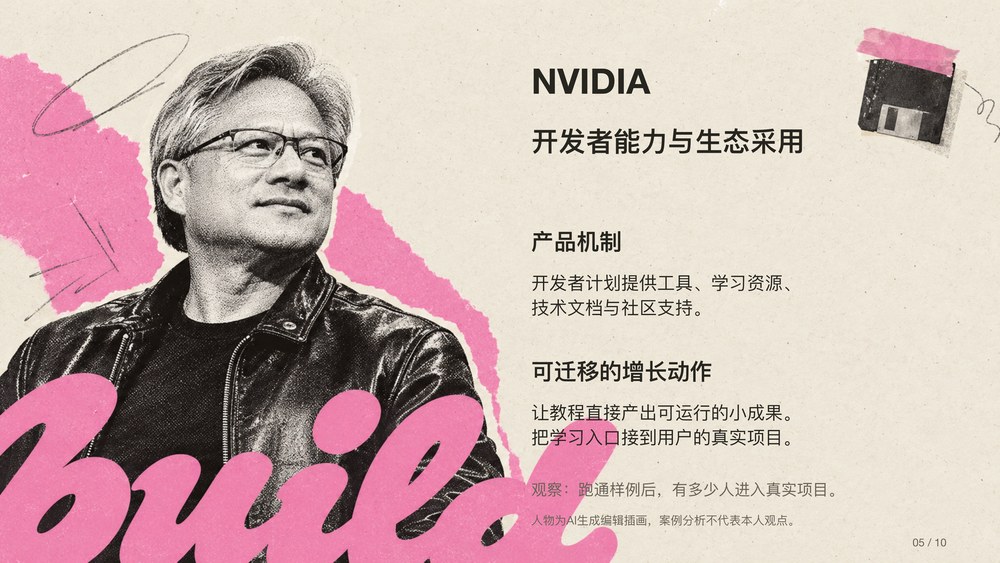 NVIDIA
开发者能力与生态采用
产品机制
开发者计划提供工具、学习资源、
技术文档与社区支持。
可迁移的增长动作
让教程直接产出可运行的小成果。
把学习入口接到用户的真实项目。
build
观察：跑通样例后，有多少人进入真实项目。
人物为AI生成编辑插画，案例分析不代表本人观点。
05 / 10